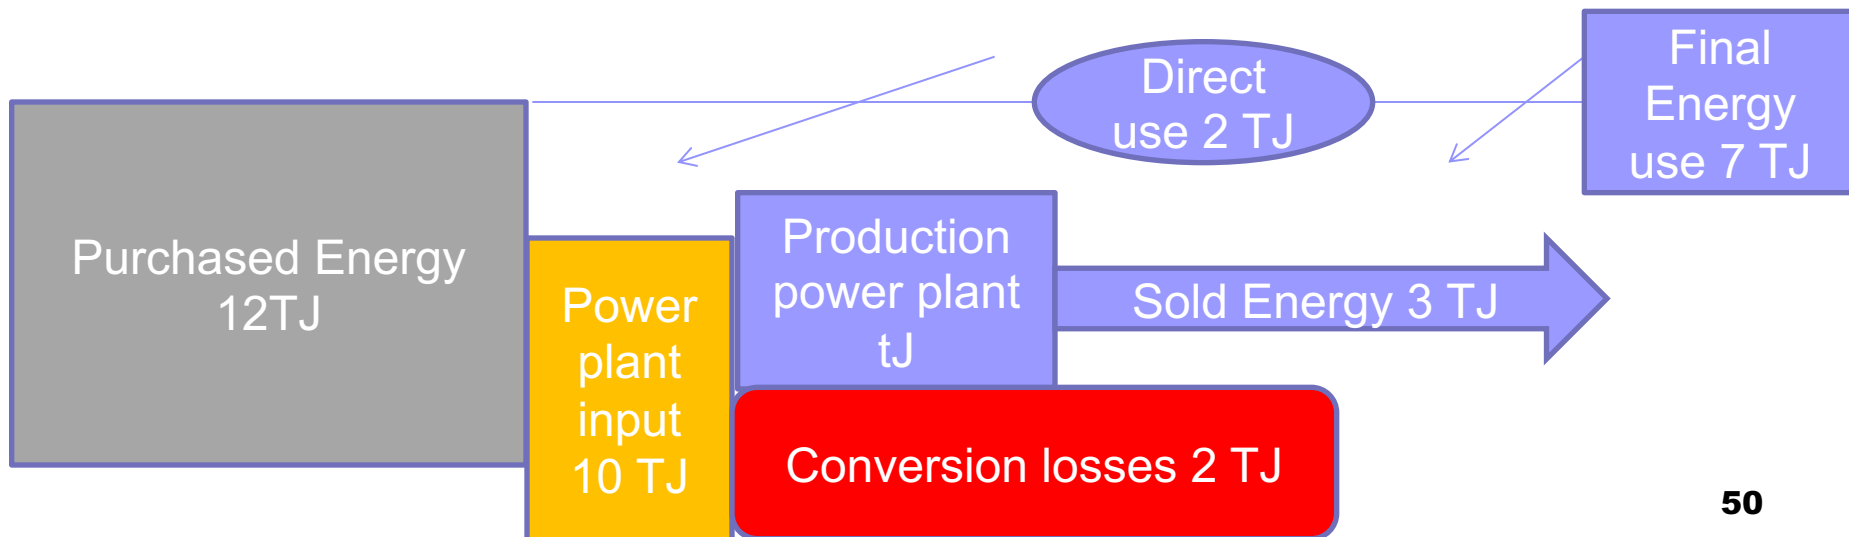 Purchased Energy
12TJ
Power
plant
input
10 TJ
Production
power plant
tJ
Conversion losses 2 TJ
Direct
use 2 TJ
Sold Energy 3 TJ
Final
Energy
use 7 TJ
50